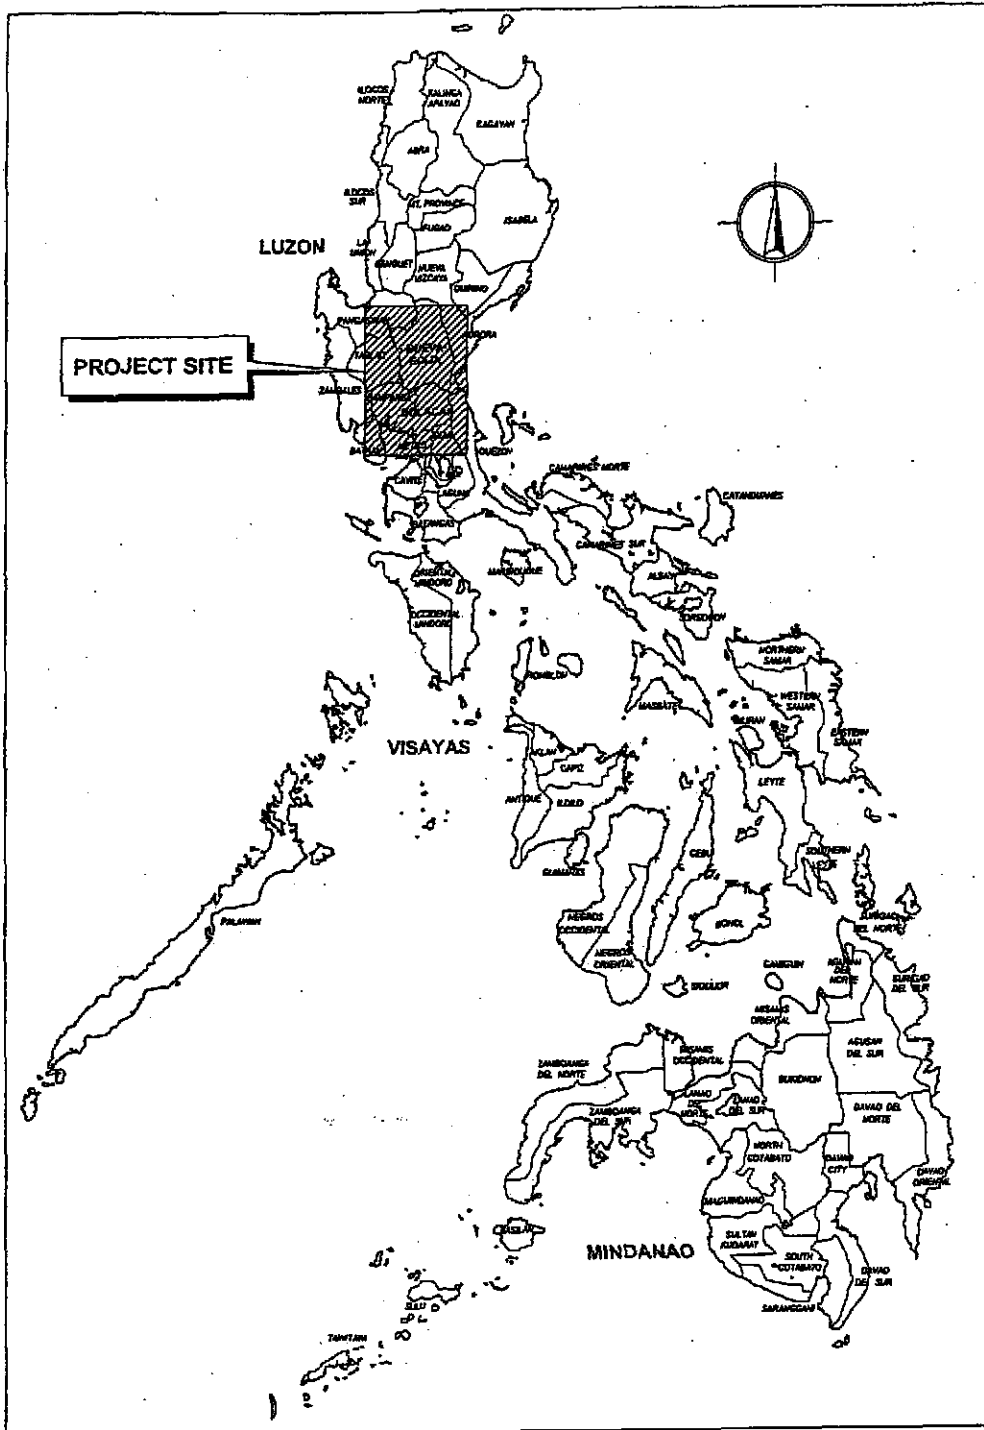 ILOCOS
NORTE
KALINGA
APAYAO
CAGAYAN
ABRA
ILOCOS
SUR
MT. PROVINCE
IFUGAO
ISABELA
LUZON
LA
UNION
BENGUET
NUEVA
VIZCAYA
QUIRINO
PANGASINAN
AURORA
NUEVA
ECIJA
TARLAC
PROJECT SITE
ZAMBALES
PAMPANGA
BULACAN
BATAAN
QUEZON
CAVITE
LAGUNA
BATANGAS
CAMARINES NORTE
CATANDUANES
CAMARINES SUR
ALBAY
SORSOGON
MARINDUQUE
ORIENTAL
MINDORO
OCCIDENTAL
MINDORO
ROMBLON
MASBATE
NORTHERN
SAMAR
WESTERN
SAMAR
EASTERN
SAMAR
BILIRAN
LEYTE
VISAYAS
AKLAN
CAPIZ
ANTIQUE
ILOILO
GUIMARAS
CEBU
SOUTHERN
LEYTE
NEGROS
OCCIDENTAL
NEGROS
ORIENTAL
BOHOL
PALAWAN
SURIGAO
DEL NORTE
SIQUIJOR
CAMIGUIN
AGUSAN
DEL
NORTE
SURIGAO
DEL SUR
MISAMIS
ORIENTAL
AGUSAN
DEL SUR
MISAMIS
OCCIDENTAL
ZAMBOANGA
DEL NORTE
BUKIDNON
LANAO
DEL
NORTE
LANAO
DEL SUR
ZAMBOANGA
DEL SUR
DAVAO DEL
NORTE
NORTH
COTABATO
DAVAO
CITY
DAVAO
ORIENTAL
MAGUINDANAO
BASILAN
SULTAN
KUDARAT
MINDANAO
SOUTH
COTABATO
DAVAO
DEL SUR
SARANGGANI
SULU
TAWITAWI